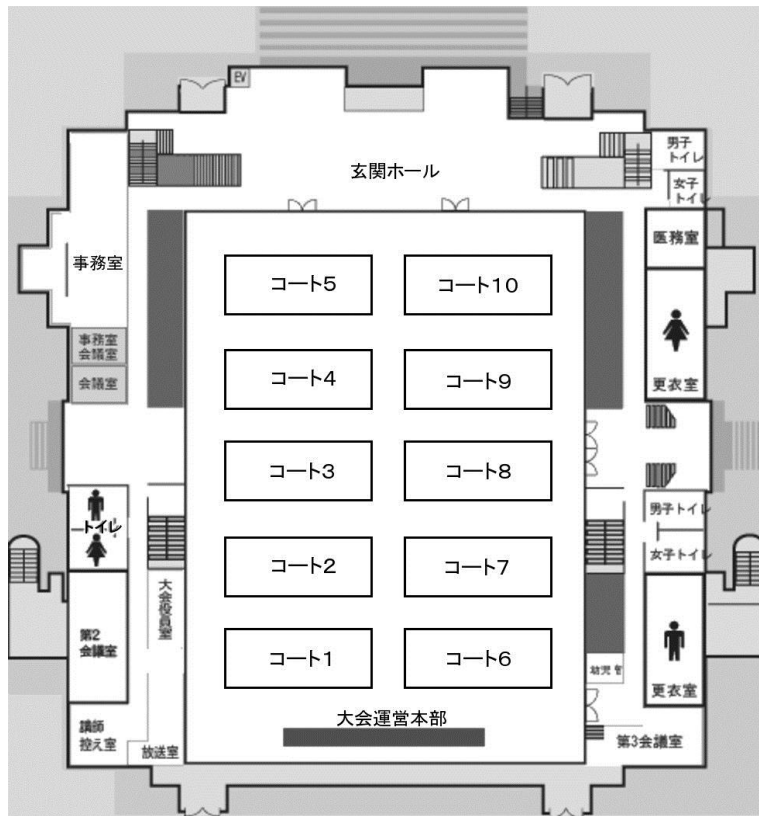 EV
玄関ホール
男子
トイレ
女子
トイレ
医務室
事務室
コート5
コート10
事務室
会議室
会議室
コート4
コート9
更衣室
コート3
コート8
トイレ
男子トイレ
女子トイレ
コート2
コート7
大会役員室
第2
会議室
コート1
コート6
更衣室
講師
控え室
放送室
大会運営本部
第3会議室